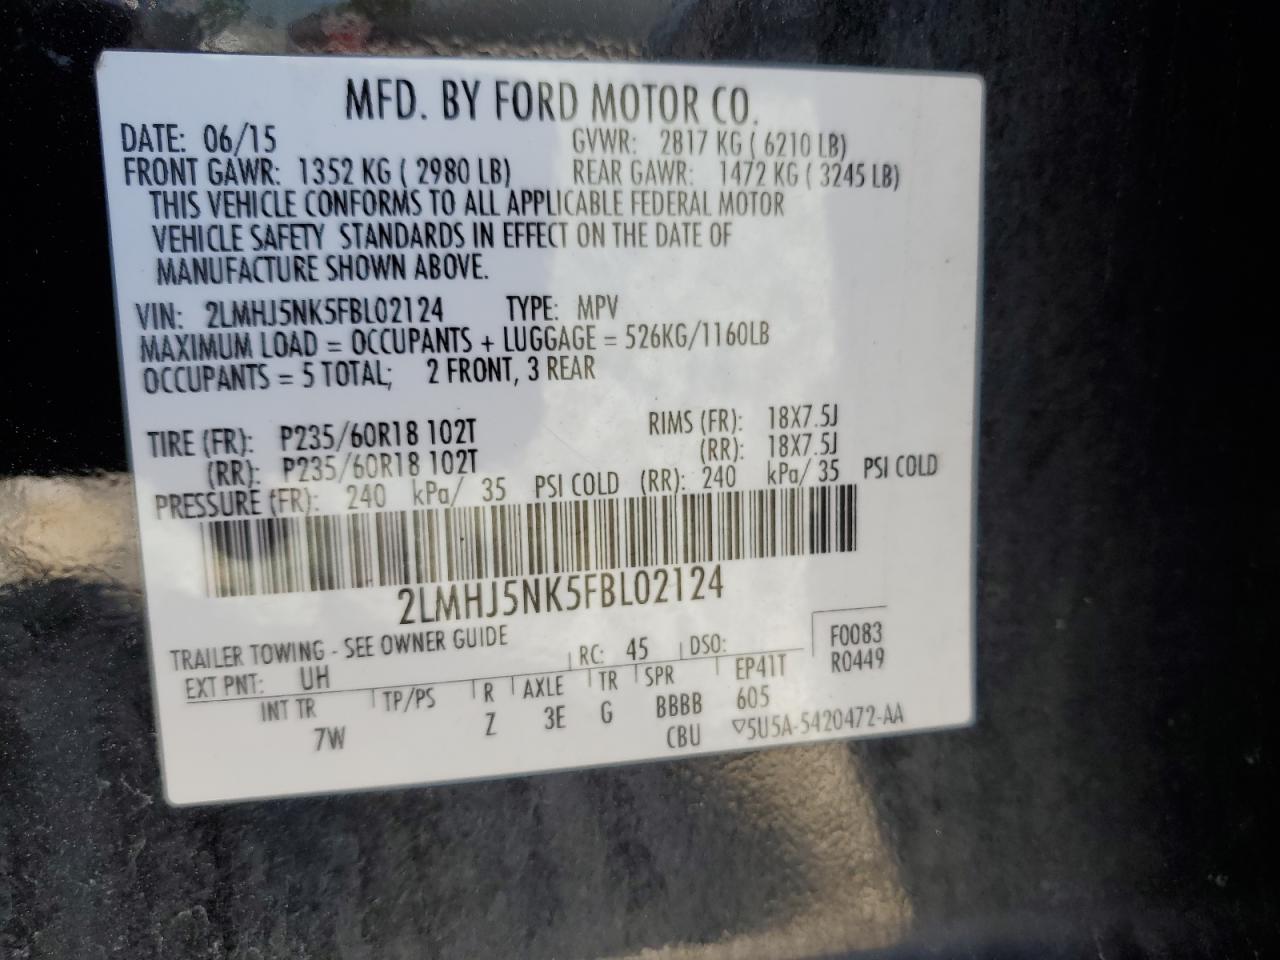 MFD. BY FORD MOTOR CO.
DATE: 06/15 GVWR: 2817 KG ( 6210 LB)
FRONT GAWR: 1352 KG ( 2980 LB) REAR GAWR: 1472 KG ( 3245 LB)
THIS VEHICLE CONFORMS TO ALL APPLICABLE FEDERAL MOTOR
VEHICLE SAFETY STANDARDS IN EFFECT ON THE DATE OF
MANUFACTURE SHOWN ABOVE.
VIN: 2LMHJ5NK5FBL02124 TYPE: MPV
MAXIMUM LOAD = OCCUPANTS + LUGGAGE = 526KG/1160LB
OCCUPANTS = 5 TOTAL; 2 FRONT, 3 REAR
TIRE (FR): P235/60R18 102T RIMS (FR): 18X7.5J
(RR): P235/60R18 102T (RR): 18X7.5J
PRESSURE (FR): 240 kPa/ 35 PSI COLD (RR): 240 kPa/ 35 PSI COLD
2LMHJ5NK5FBL02124
TRAILER TOWING - SEE OWNER GUIDE
F0083
EXT PNT: UH RC: 45 DSO: R0449
INT TR TP/PS R AXLE TR SPR EP41T
7W Z 3E G BBBB 605
CBU ▽5U5A-5420472-AA